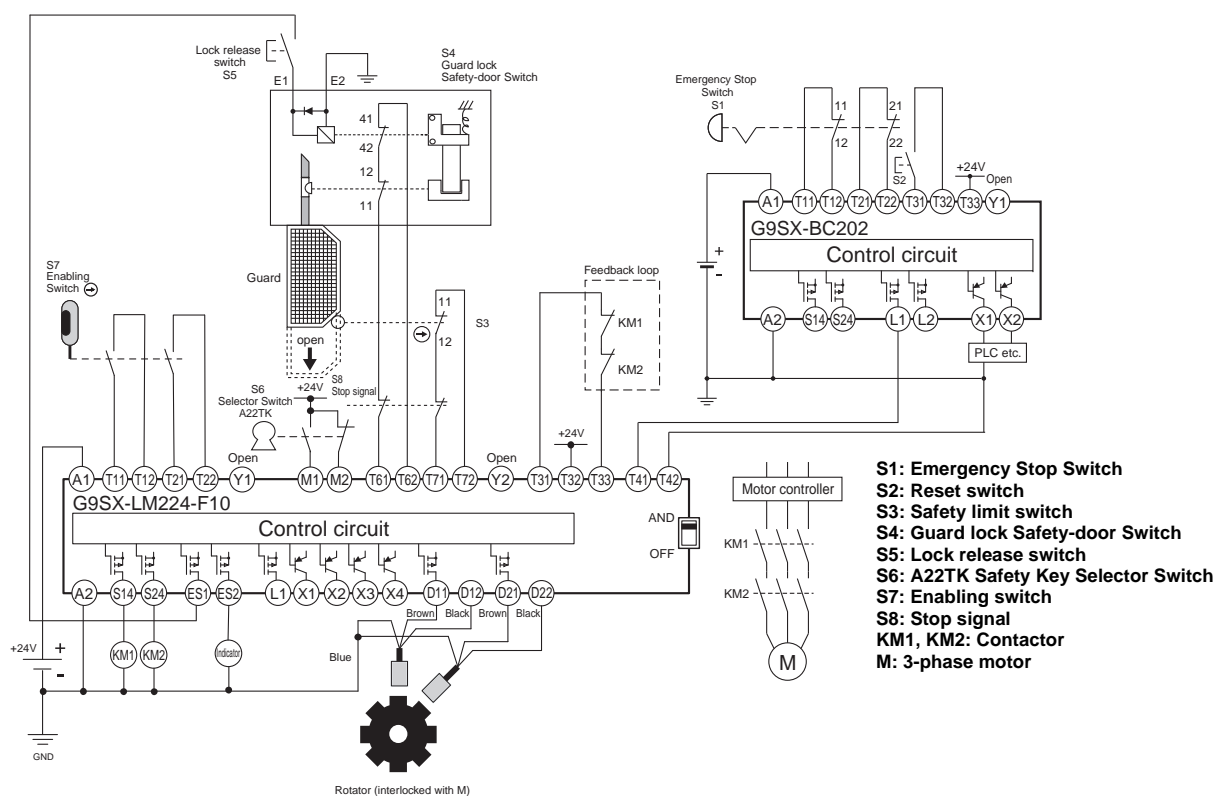 Lock release
switch
S5
E1
E2
S4
Guard lock
Safety-door Switch
41
42
12
11
Guard
open
11
12
S3
S7
Enabling
Switch
S6
Selector Switch
A22TK
+24V
S8
Stop signal
Feedback loop
KM1
KM2
+24V
Open
Open
A1
T11
T12
T21
T22
Y1
M1
M2
T61
T62
T71
T72
Y2
T31
T32
T33
T41
T42
G9SX-LM224-F10
Control circuit
AND
OFF
A2
S14
S24
ES1
ES2
L1
X1
X2
X3
X4
D11
D12
D21
D22
Brown
Black
Brown
Black
Blue
+24V
+
-
KM1
KM2
Indicator
GND
Rotator (interlocked with M)
Emergency Stop
Switch
S1
11
12
21
22
S2
+24V
Open
+
-
A1
T11
T12
T21
T22
T31
T32
T33
Y1
G9SX-BC202
Control circuit
A2
S14
S24
L1
L2
X1
X2
PLC etc.
Motor controller
KM1
KM2
M
S1: Emergency Stop Switch
S2: Reset switch
S3: Safety limit switch
S4: Guard lock Safety-door Switch
S5: Lock release switch
S6: A22TK Safety Key Selector Switch
S7: Enabling switch
S8: Stop signal
KM1, KM2: Contactor
M: 3-phase motor